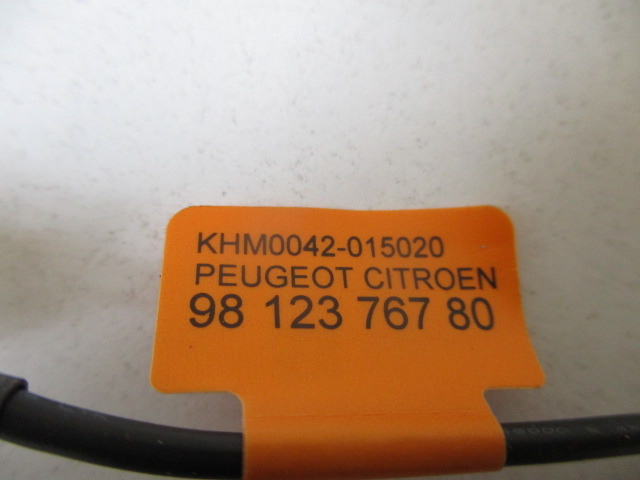 KHM0042-015020
PEUGEOT CITROEN
98 123 767 80